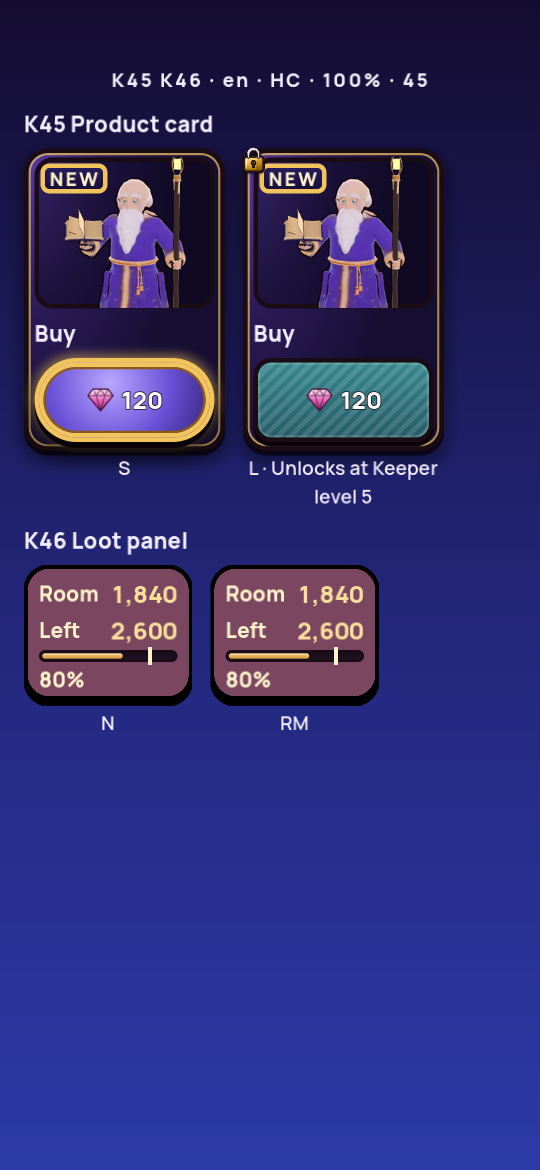 K45 K46 · en · HC · 100% · 45
K45 Product card
NEW
NEW
Buy
Buy
120
120
S
L · Unlocks at Keeper
level 5
K46 Loot panel
Room 1,840
Room 1,840
Left 2,600
Left 2,600
80%
80%
N
RM